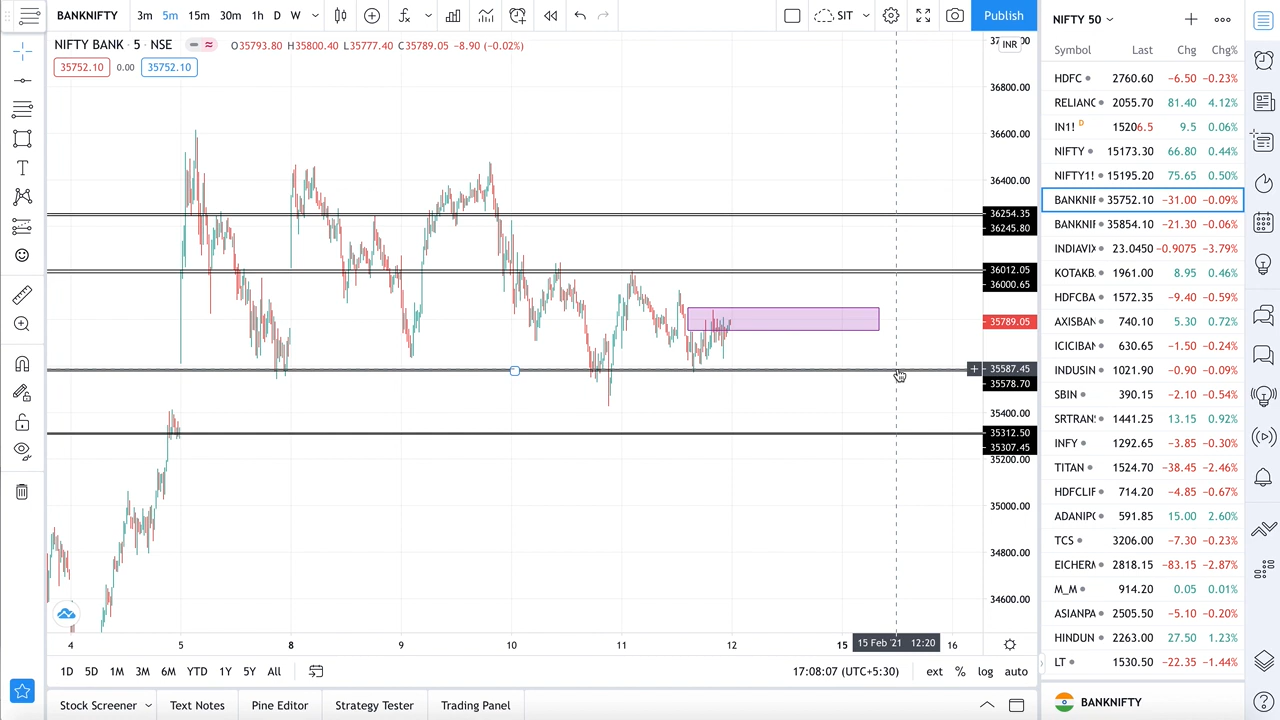 BANKNIFTY 3m 5m 15m 30m 1h D W SIT Publish NIFTY 50
NIFTY BANK · 5 · NSE O35793.80 H35800.40 L35777.40 C35789.05 −8.90 (−0.02%)
35752.10 0.00 35752.10
INR
36800.00
36600.00
36400.00
36254.35
36245.80
36012.05
36000.65
35789.05
35587.45
35578.70
35400.00
35312.50
35307.45
35200.00
35000.00
34800.00
34600.00
4 5 8 9 10 11 12 15 15 Feb '21 12:20 16
1D 5D 1M 3M 6M YTD 1Y 5Y All 17:08:07 (UTC+5:30) ext % log auto
Stock Screener Text Notes Pine Editor Strategy Tester Trading Panel
Symbol Last Chg Chg%
HDFC 2760.60 −6.50 −0.23%
RELIANC 2055.70 81.40 4.12%
IN1! D 15206.5 9.5 0.06%
NIFTY 15173.30 66.80 0.44%
NIFTY1! 15195.20 75.65 0.50%
BANKNIF 35752.10 −31.00 −0.09%
BANKNIF 35854.10 −21.30 −0.06%
INDIAVIX 23.0450 −0.9075 −3.79%
KOTAKB 1961.00 8.95 0.46%
HDFCBA 1572.35 −9.40 −0.59%
AXISBAN 740.10 5.30 0.72%
ICICIBAN 630.65 −1.50 −0.24%
INDUSIN 1021.90 −0.90 −0.09%
SBIN 390.15 −2.10 −0.54%
SRTRAN 1441.25 13.15 0.92%
INFY 1292.65 −3.85 −0.30%
TITAN 1524.70 −38.45 −2.46%
HDFCLIF 714.20 −4.85 −0.67%
ADANIPO 591.85 15.00 2.60%
TCS 3206.00 −7.30 −0.23%
EICHERM 2818.15 −83.15 −2.87%
M_M 914.20 0.05 0.01%
ASIANPA 2505.50 −5.10 −0.20%
HINDUN 2263.00 27.50 1.23%
LT 1530.50 −22.35 −1.44%
BANKNIFTY